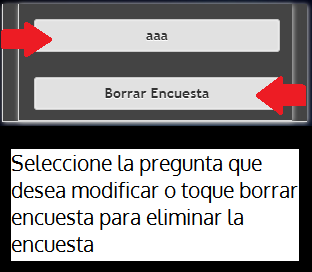 aaa
Borrar Encuesta
Seleccione la pregunta que
desea modificar o toque borrar
encuesta para eliminar la
encuesta